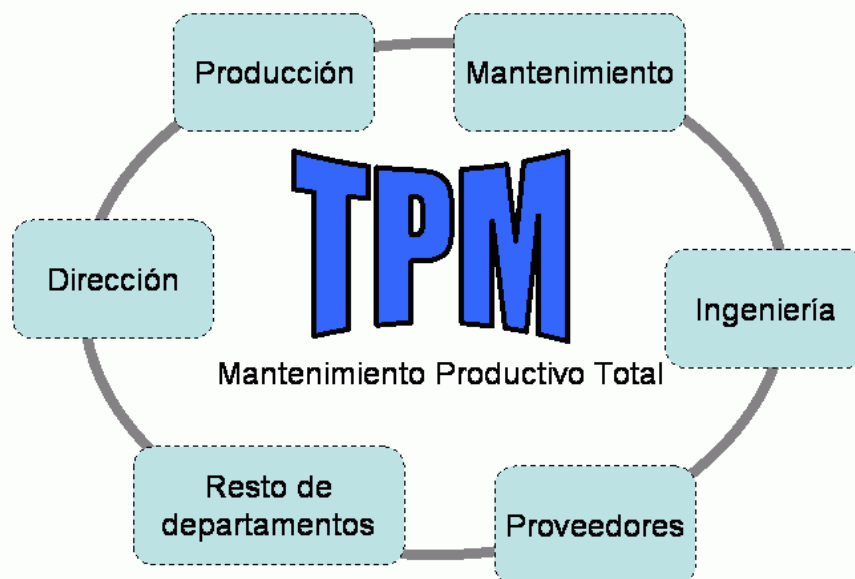 Producción
Mantenimiento
TPM
Mantenimiento Productivo Total
Dirección
Ingeniería
Resto de
departamentos
Proveedores